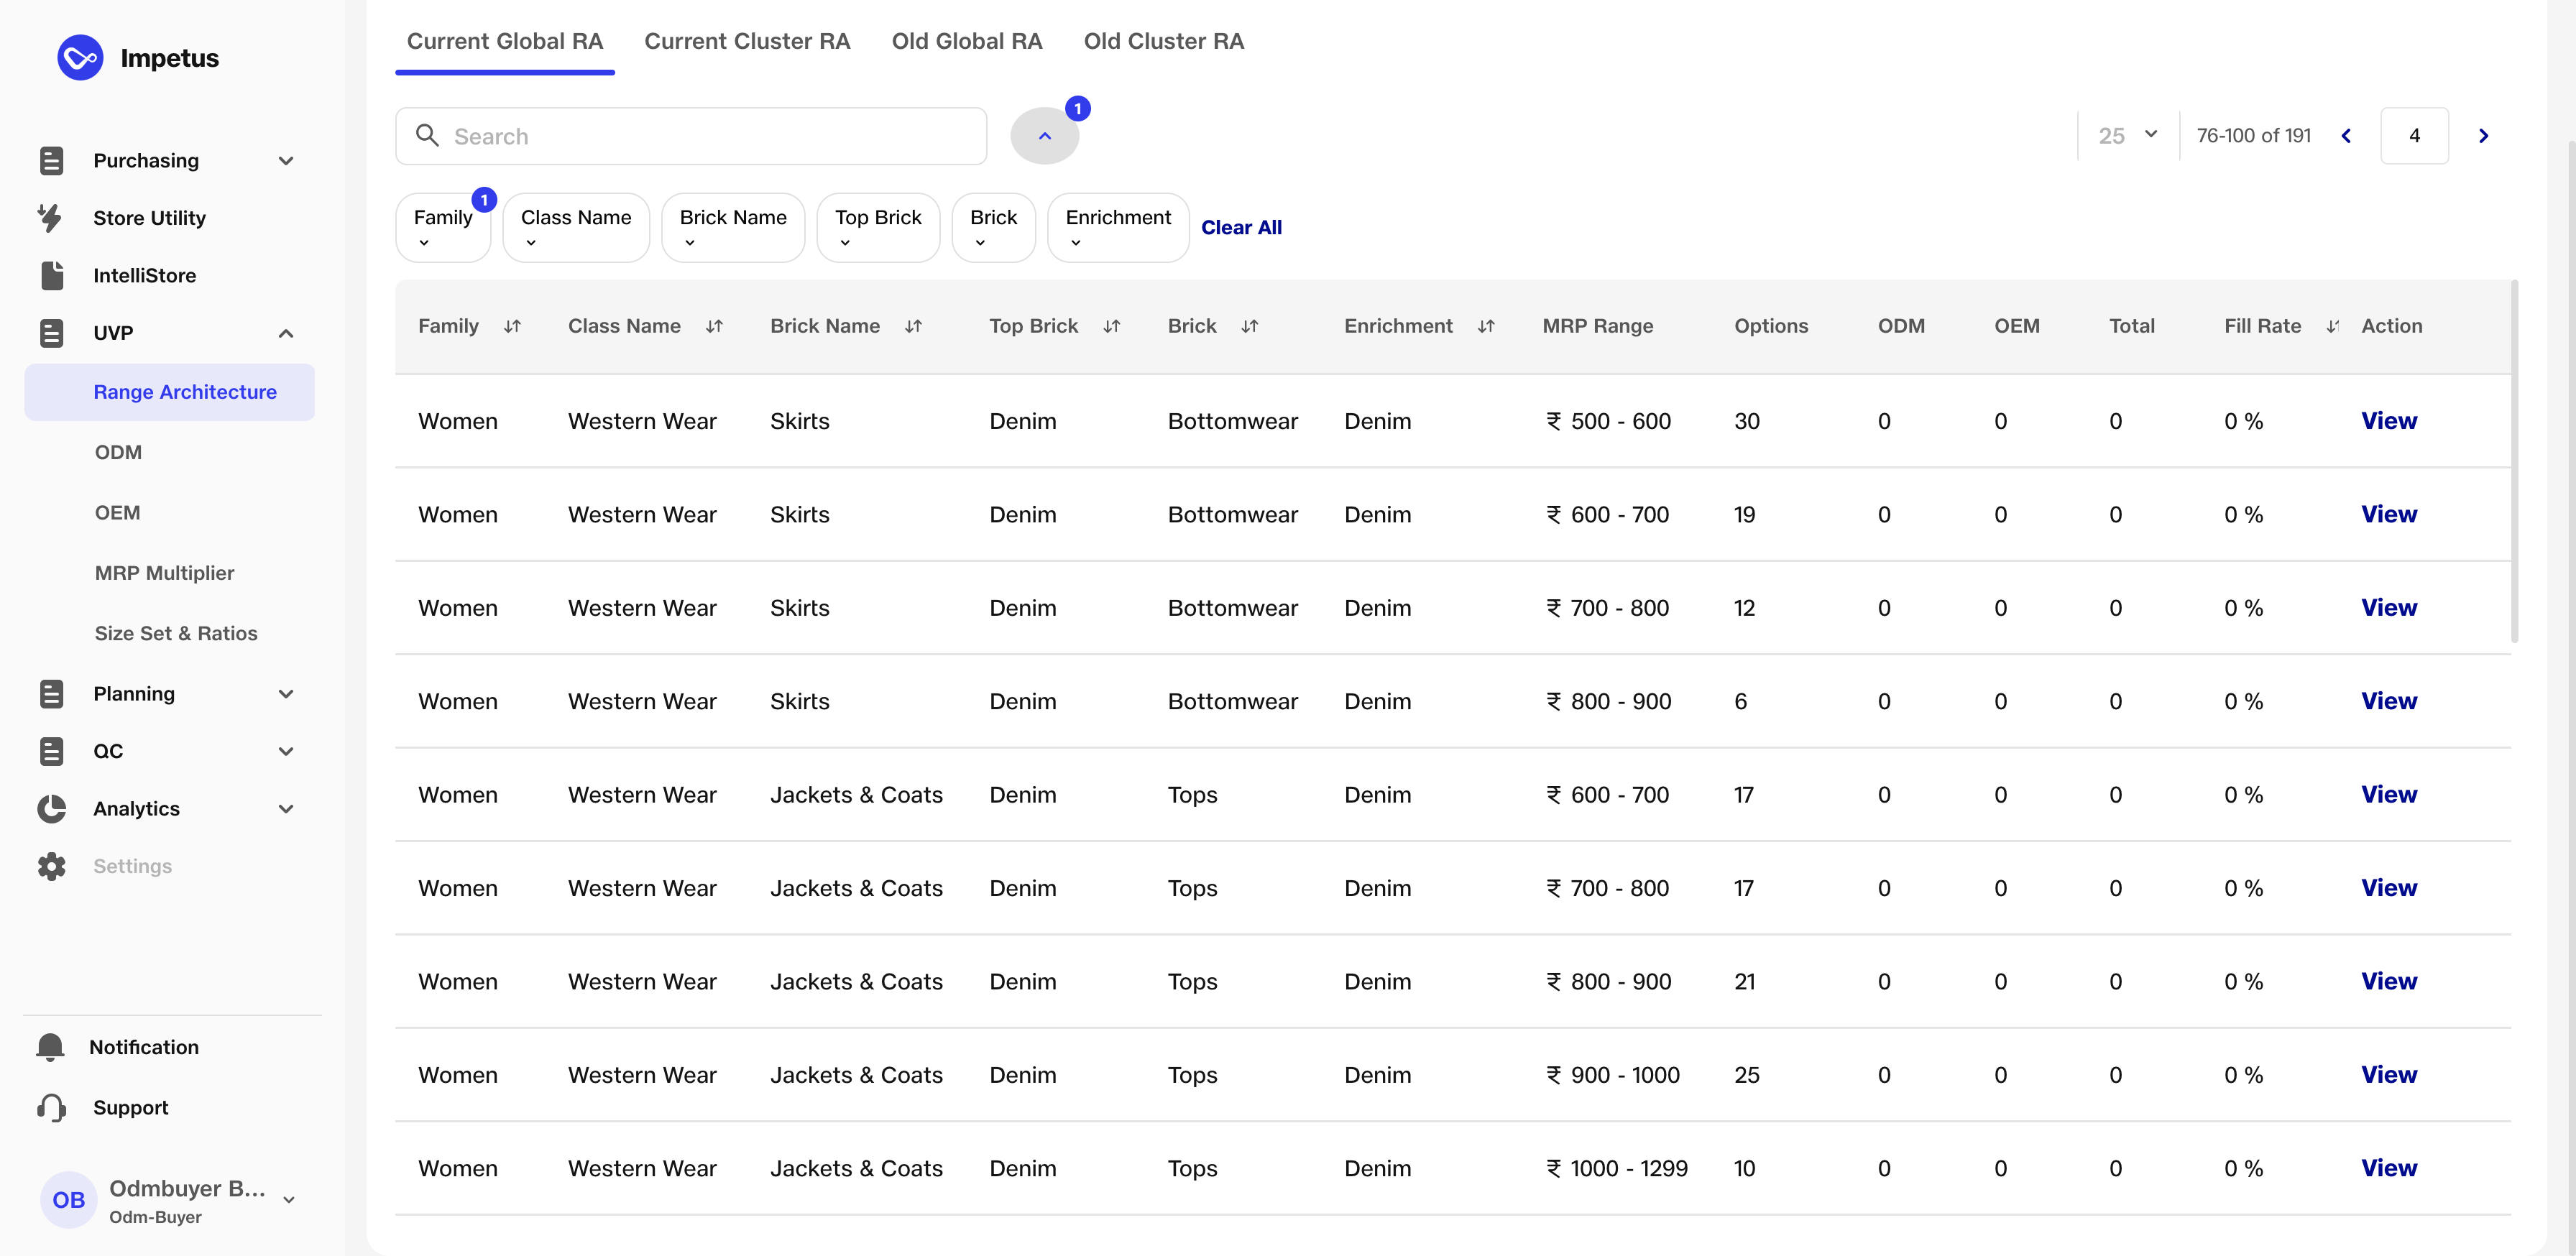 Impetus
Purchasing
Store Utility
IntelliStore
UVP
Range Architecture
ODM
OEM
MRP Multiplier
Size Set & Ratios
Planning
QC
Analytics
Settings
Notification
Support
OB
Odmbuyer B...
Odm-Buyer
Current Global RA Current Cluster RA Old Global RA Old Cluster RA
Search 1 25 76-100 of 191 4
Family 1 Class Name Brick Name Top Brick Brick Enrichment Clear All
Family Class Name Brick Name Top Brick Brick Enrichment MRP Range Options ODM OEM Total Fill Rate Action
Women Western Wear Skirts Denim Bottomwear Denim ₹ 500 - 600 30 0 0 0 0 % View
Women Western Wear Skirts Denim Bottomwear Denim ₹ 600 - 700 19 0 0 0 0 % View
Women Western Wear Skirts Denim Bottomwear Denim ₹ 700 - 800 12 0 0 0 0 % View
Women Western Wear Skirts Denim Bottomwear Denim ₹ 800 - 900 6 0 0 0 0 % View
Women Western Wear Jackets & Coats Denim Tops Denim ₹ 600 - 700 17 0 0 0 0 % View
Women Western Wear Jackets & Coats Denim Tops Denim ₹ 700 - 800 17 0 0 0 0 % View
Women Western Wear Jackets & Coats Denim Tops Denim ₹ 800 - 900 21 0 0 0 0 % View
Women Western Wear Jackets & Coats Denim Tops Denim ₹ 900 - 1000 25 0 0 0 0 % View
Women Western Wear Jackets & Coats Denim Tops Denim ₹ 1000 - 1299 10 0 0 0 0 % View